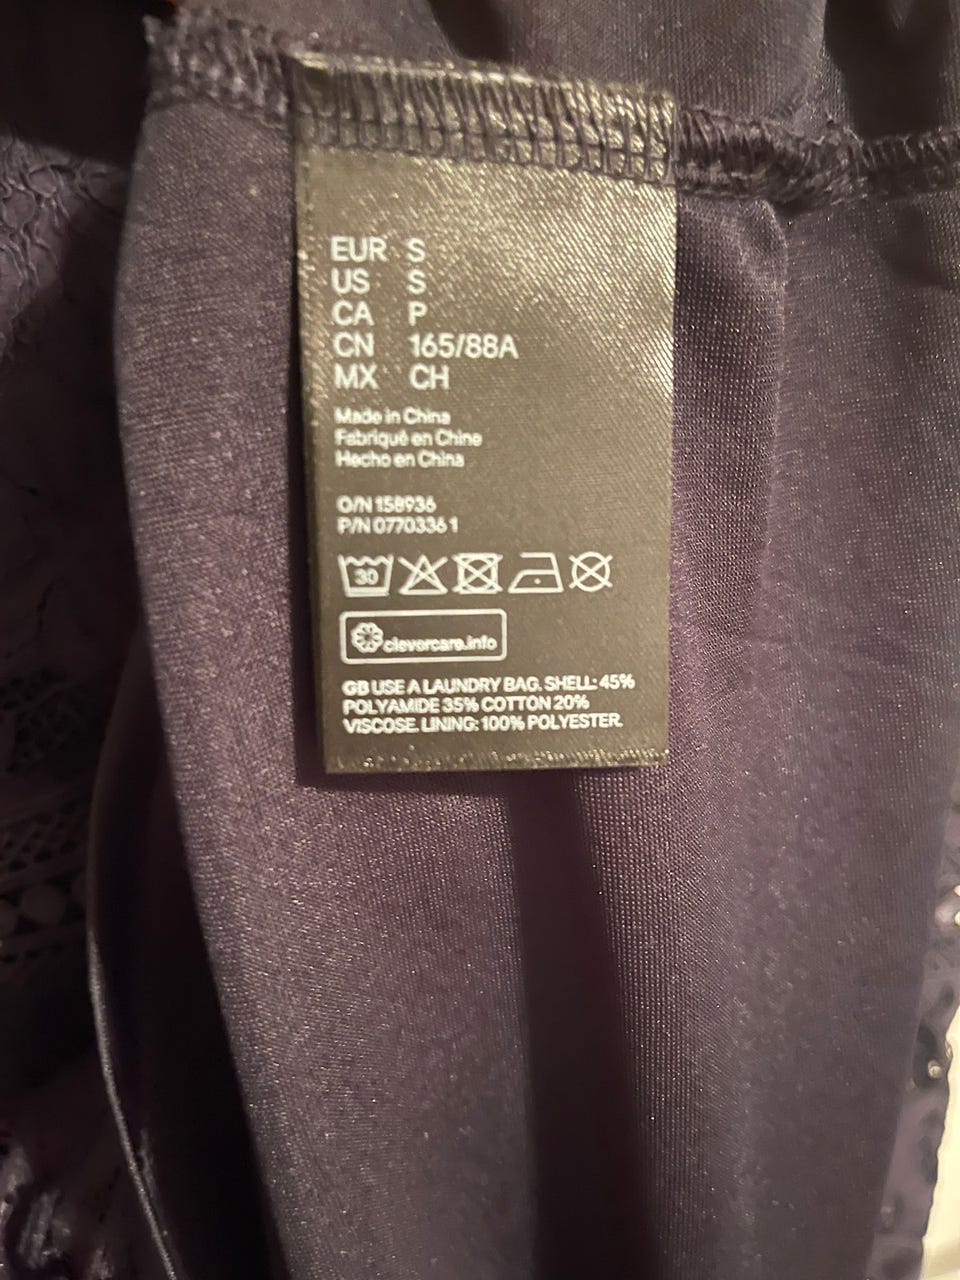 EUR S
US S
CA P
CN 165/88A
MX CH
Made in China
Fabriqué en Chine
Hecho en China
O/N 158936
P/N 07703361
30
clevercare.info
GB USE A LAUNDRY BAG. SHELL: 45%
POLYAMIDE 35% COTTON 20%
VISCOSE. LINING: 100% POLYESTER.